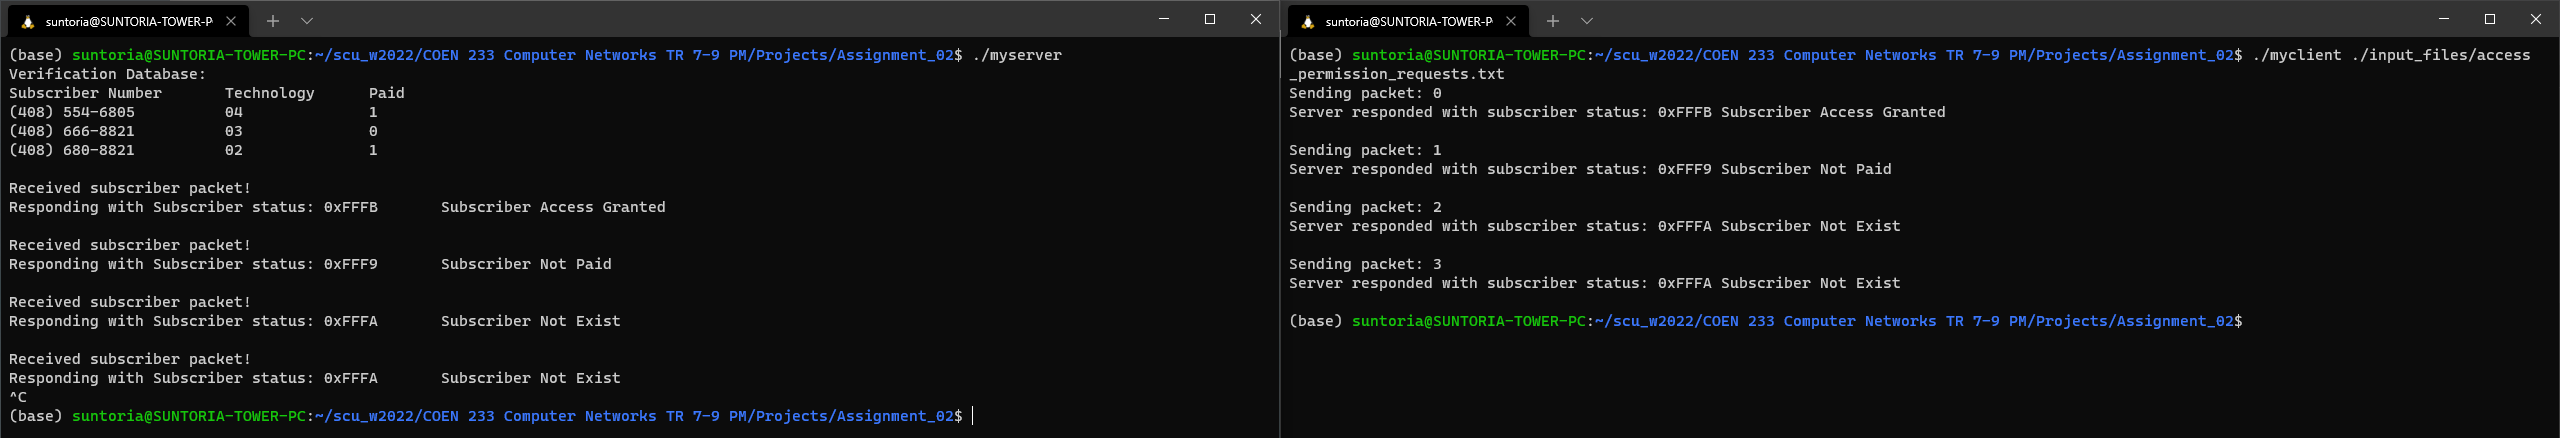 suntoria@SUNTORIA-TOWER-P
(base) suntoria@SUNTORIA-TOWER-PC:~/scu_w2022/COEN 233 Computer Networks TR 7-9 PM/Projects/Assignment_02$ ./myserver
Verification Database:
Subscriber Number Technology Paid
(408) 554-6805 04 1
(408) 666-8821 03 0
(408) 680-8821 02 1
Received subscriber packet!
Responding with Subscriber status: 0xFFFB Subscriber Access Granted
Received subscriber packet!
Responding with Subscriber status: 0xFFF9 Subscriber Not Paid
Received subscriber packet!
Responding with Subscriber status: 0xFFFA Subscriber Not Exist
Received subscriber packet!
Responding with Subscriber status: 0xFFFA Subscriber Not Exist
^C
(base) suntoria@SUNTORIA-TOWER-PC:~/scu_w2022/COEN 233 Computer Networks TR 7-9 PM/Projects/Assignment_02$
suntoria@SUNTORIA-TOWER-P
(base) suntoria@SUNTORIA-TOWER-PC:~/scu_w2022/COEN 233 Computer Networks TR 7-9 PM/Projects/Assignment_02$ ./myclient ./input_files/access
_permission_requests.txt
Sending packet: 0
Server responded with subscriber status: 0xFFFB Subscriber Access Granted
Sending packet: 1
Server responded with subscriber status: 0xFFF9 Subscriber Not Paid
Sending packet: 2
Server responded with subscriber status: 0xFFFA Subscriber Not Exist
Sending packet: 3
Server responded with subscriber status: 0xFFFA Subscriber Not Exist
(base) suntoria@SUNTORIA-TOWER-PC:~/scu_w2022/COEN 233 Computer Networks TR 7-9 PM/Projects/Assignment_02$